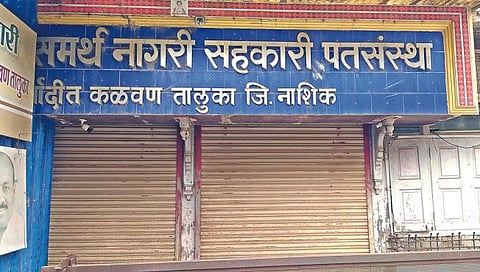 समर्थ नागरी सहकारी पतसंस्था
र्यादीत कळवण तालुका जि. नाशिक